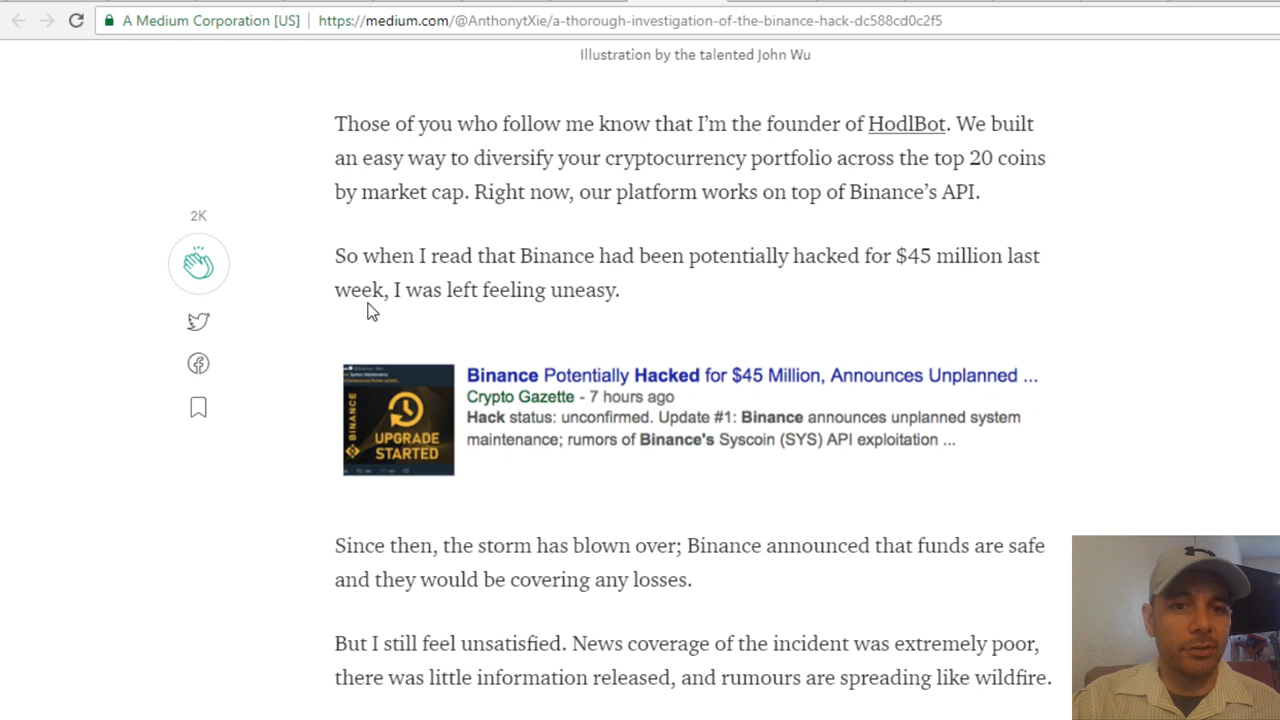 A Medium Corporation [US] | https://medium.com/@AnthonytXie/a-thorough-investigation-of-the-binance-hack-dc588cd0c2f5
Illustration by the talented John Wu
Those of you who follow me know that I’m the founder of HodlBot. We built
an easy way to diversify your cryptocurrency portfolio across the top 20 coins
by market cap. Right now, our platform works on top of Binance’s API.
2K
So when I read that Binance had been potentially hacked for $45 million last
week, I was left feeling uneasy.
BINANCE
UPGRADE
STARTED
Binance Potentially Hacked for $45 Million, Announces Unplanned ...
Crypto Gazette - 7 hours ago
Hack status: unconfirmed. Update #1: Binance announces unplanned system
maintenance; rumors of Binance's Syscoin (SYS) API exploitation ...
Since then, the storm has blown over; Binance announced that funds are safe
and they would be covering any losses.
But I still feel unsatisfied. News coverage of the incident was extremely poor,
there was little information released, and rumours are spreading like wildfire.